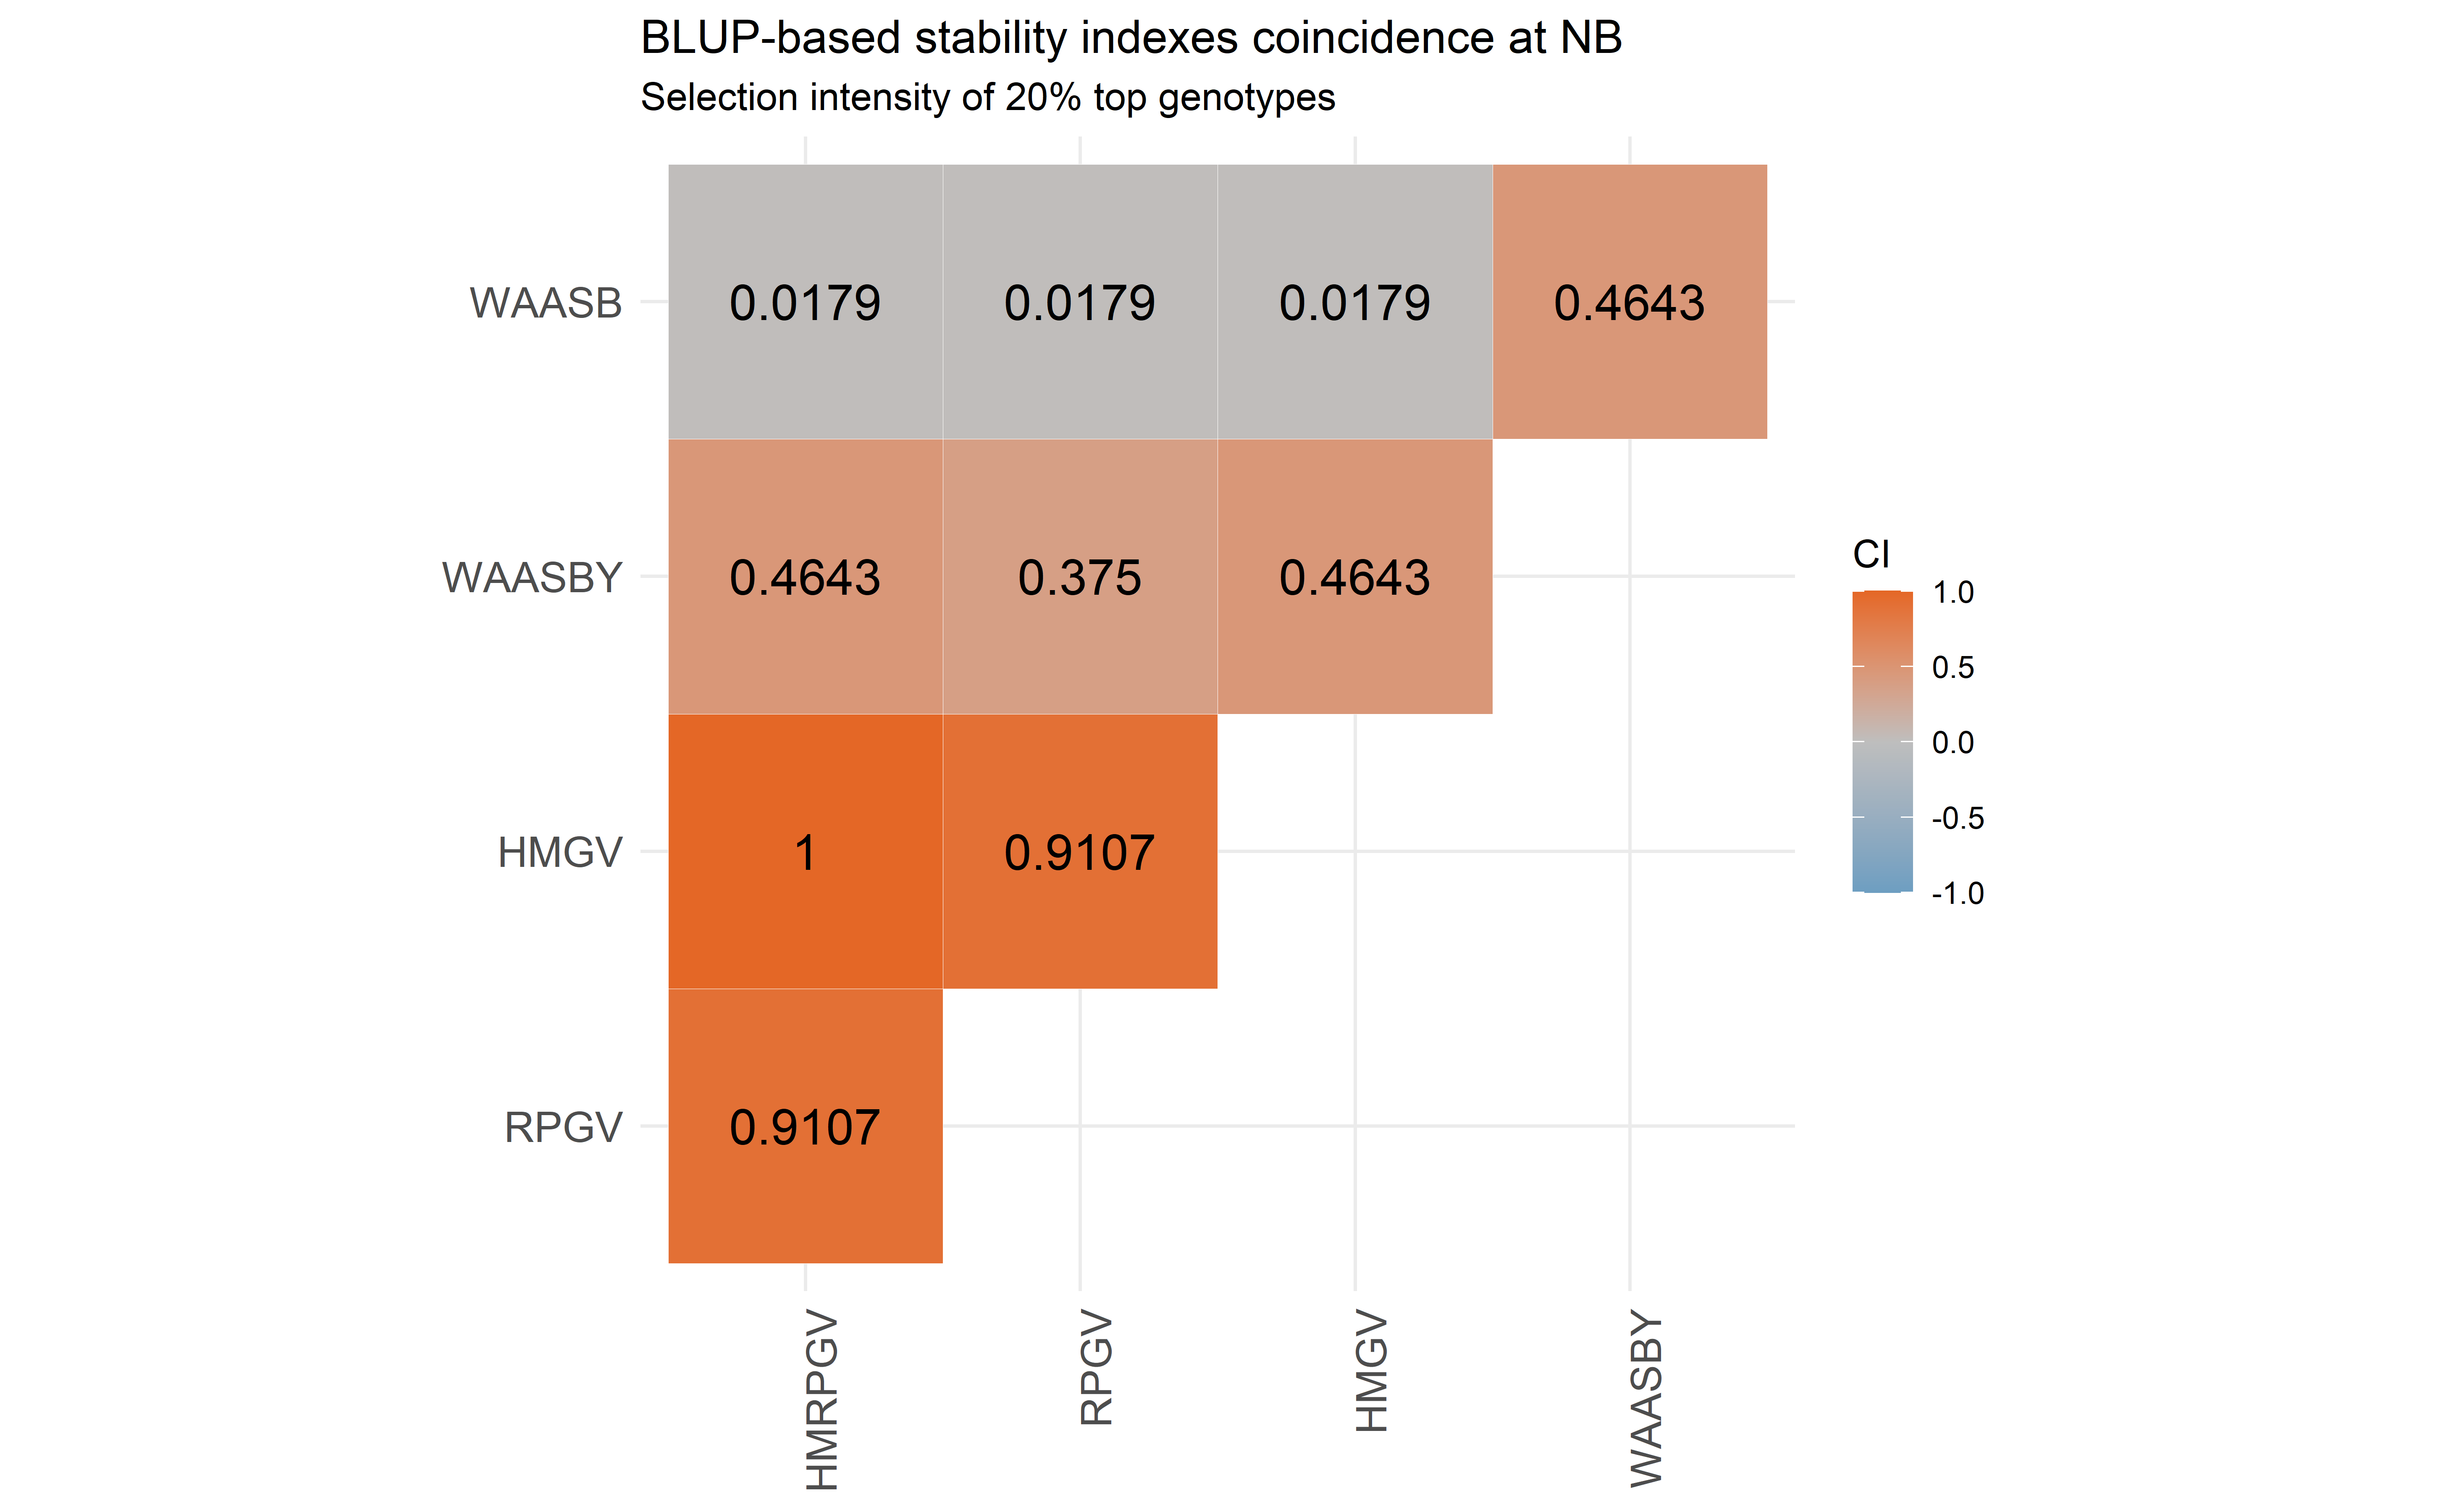 BLUP-based stability indexes coincidence at NB
Selection intensity of 20% top genotypes
WAASB
0.0179
0.0179
0.0179
0.4643
WAASBY
0.4643
0.375
0.4643
HMGV
1
0.9107
RPGV
0.9107
HMRPGV
RPGV
HMGV
WAASBY
CI
1.0
0.5
0.0
-0.5
-1.0